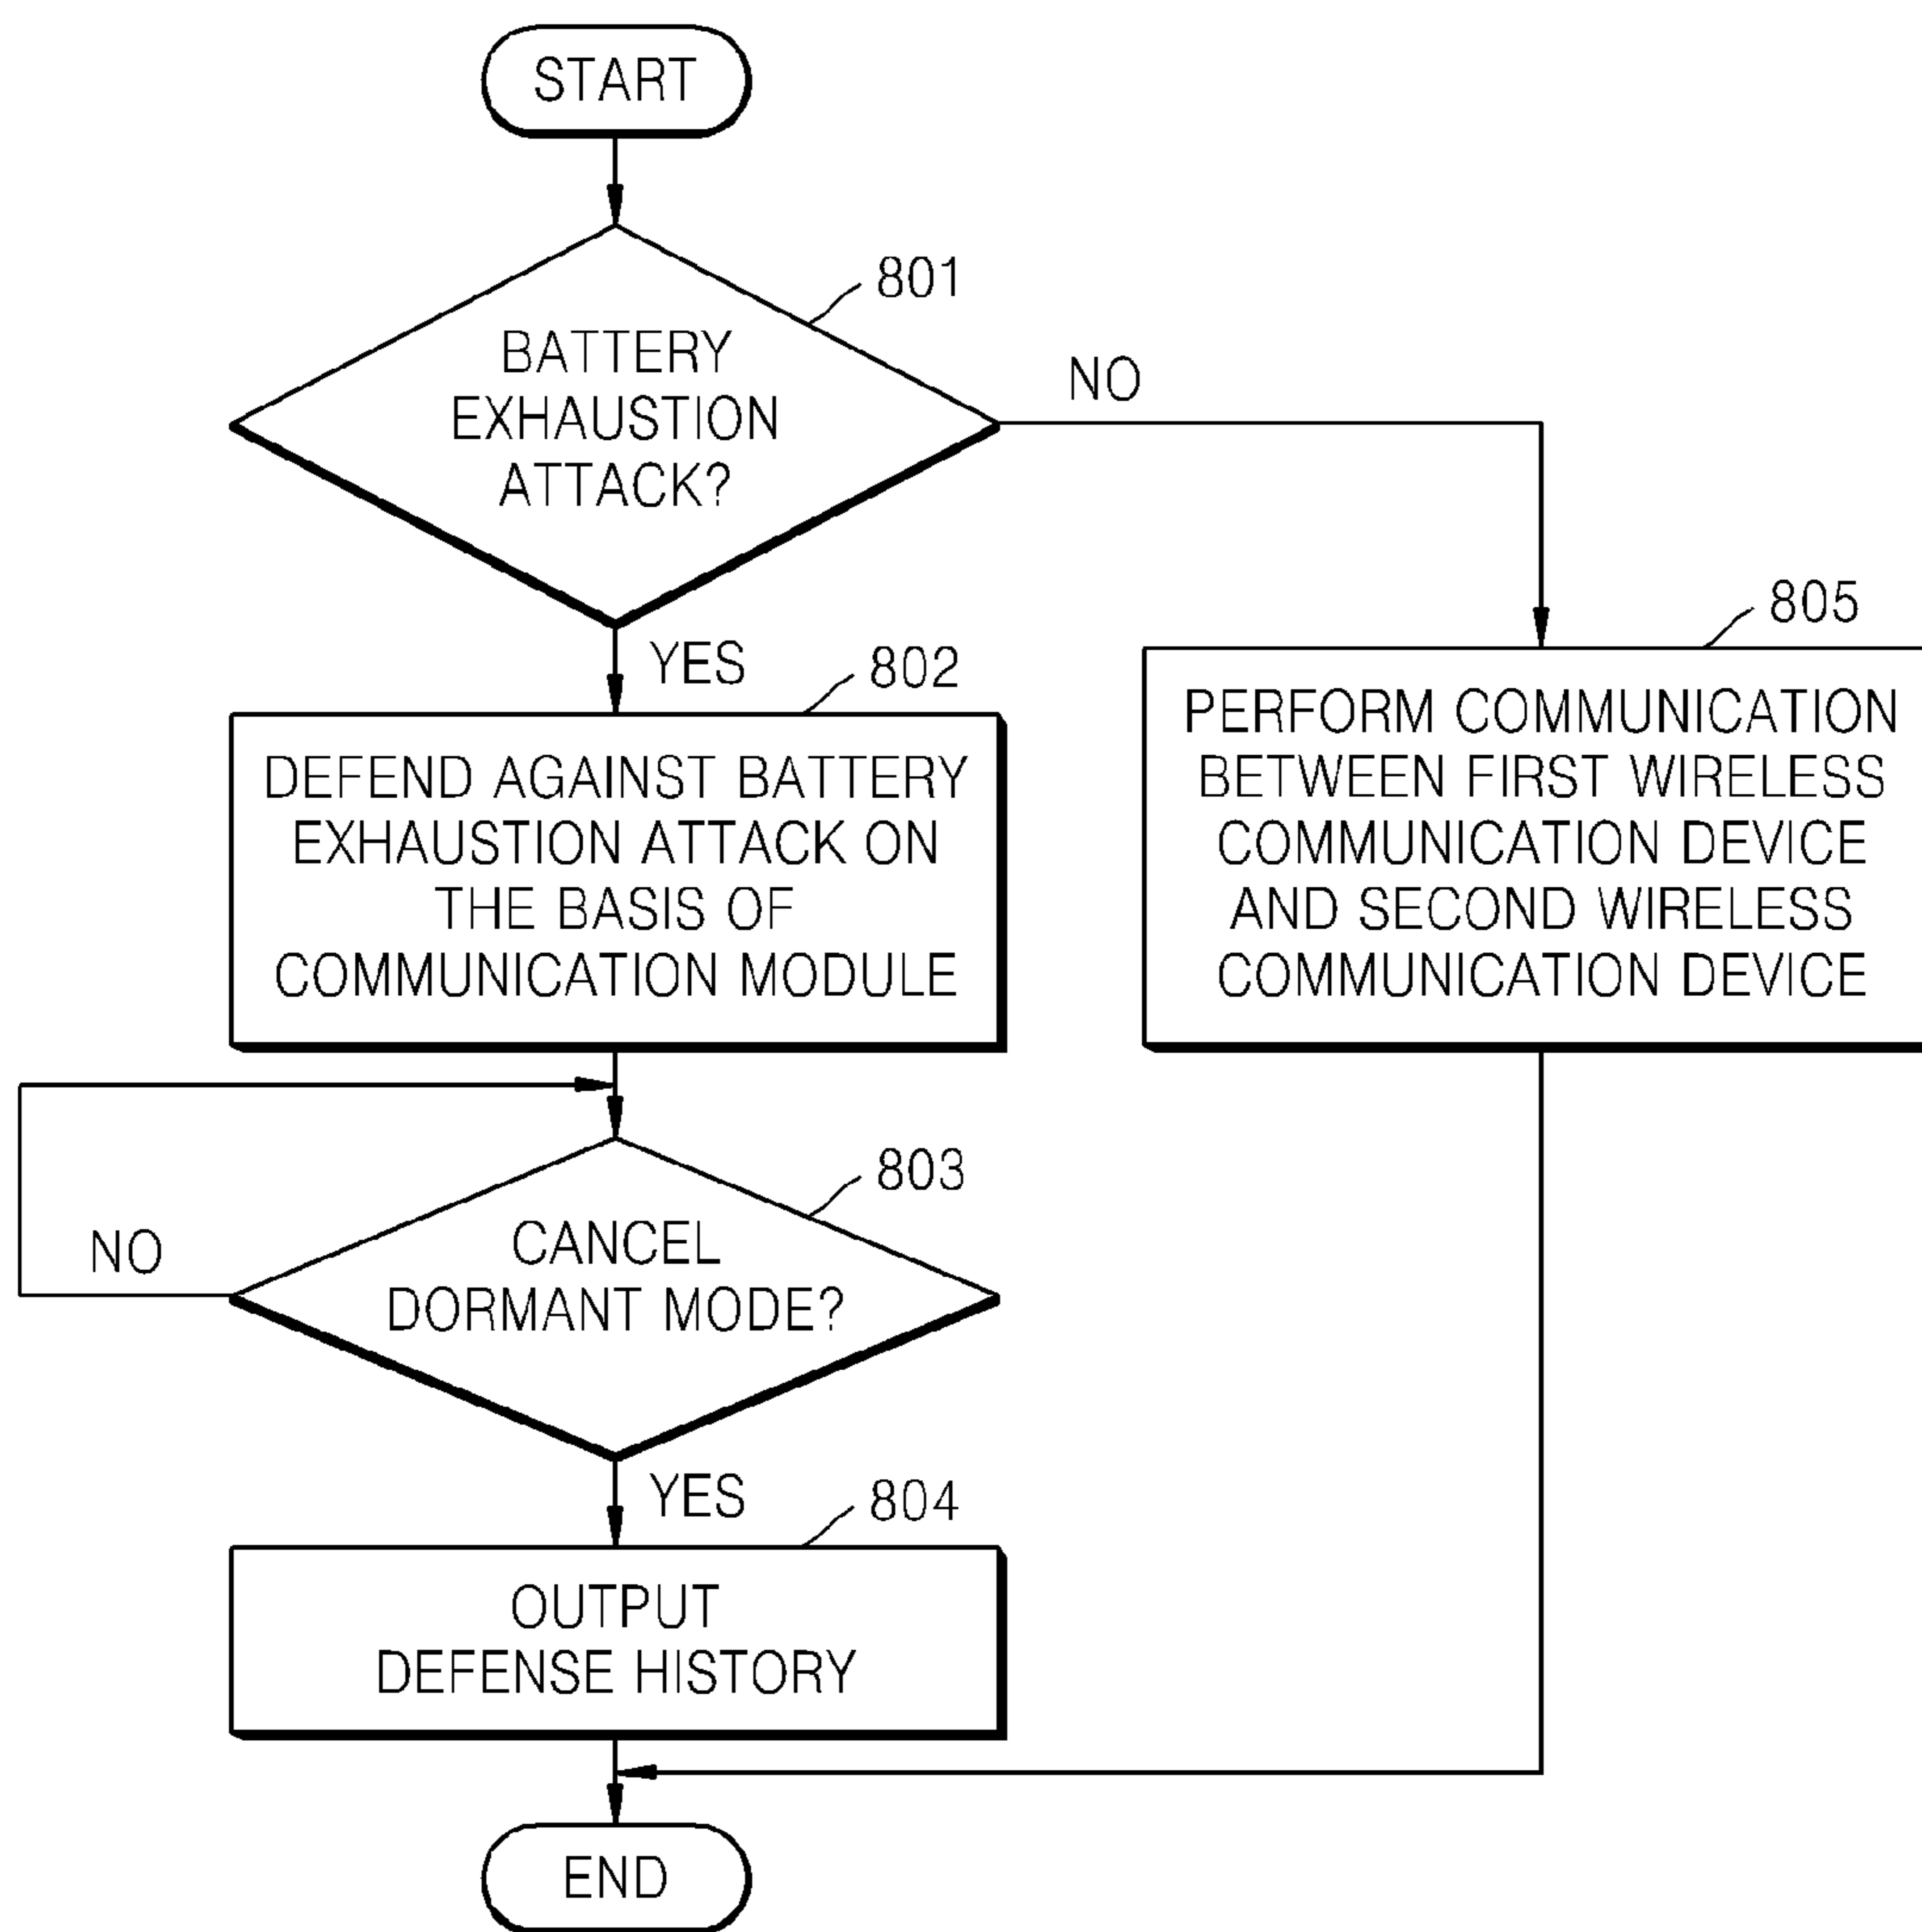 START
801
BATTERY
EXHAUSTION
ATTACK?
NO
YES
802
DEFEND AGAINST BATTERY
EXHAUSTION ATTACK ON
THE BASIS OF
COMMUNICATION MODULE
805
PERFORM COMMUNICATION
BETWEEN FIRST WIRELESS
COMMUNICATION DEVICE
AND SECOND WIRELESS
COMMUNICATION DEVICE
803
CANCEL
DORMANT MODE?
NO
YES
804
OUTPUT
DEFENSE HISTORY
END